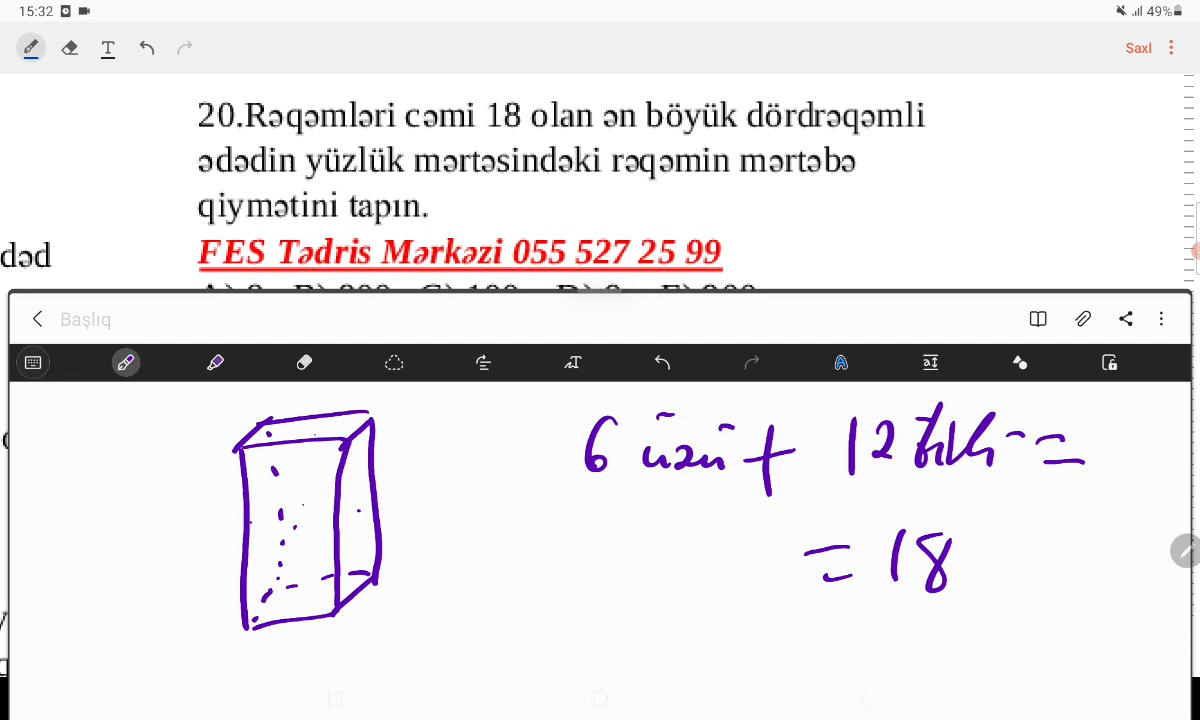 15:32
49%
Saxl
20.Rəqəmləri cəmi 18 olan ən böyük dördrəqəmli
ədədin yüzlük mərtəsindəki rəqəmin mərtəbə
qiymətini tapın.
dəd
FES Tədris Mərkəzi 055 527 25 99
Başlıq
6 üzü + 12 =
= 18